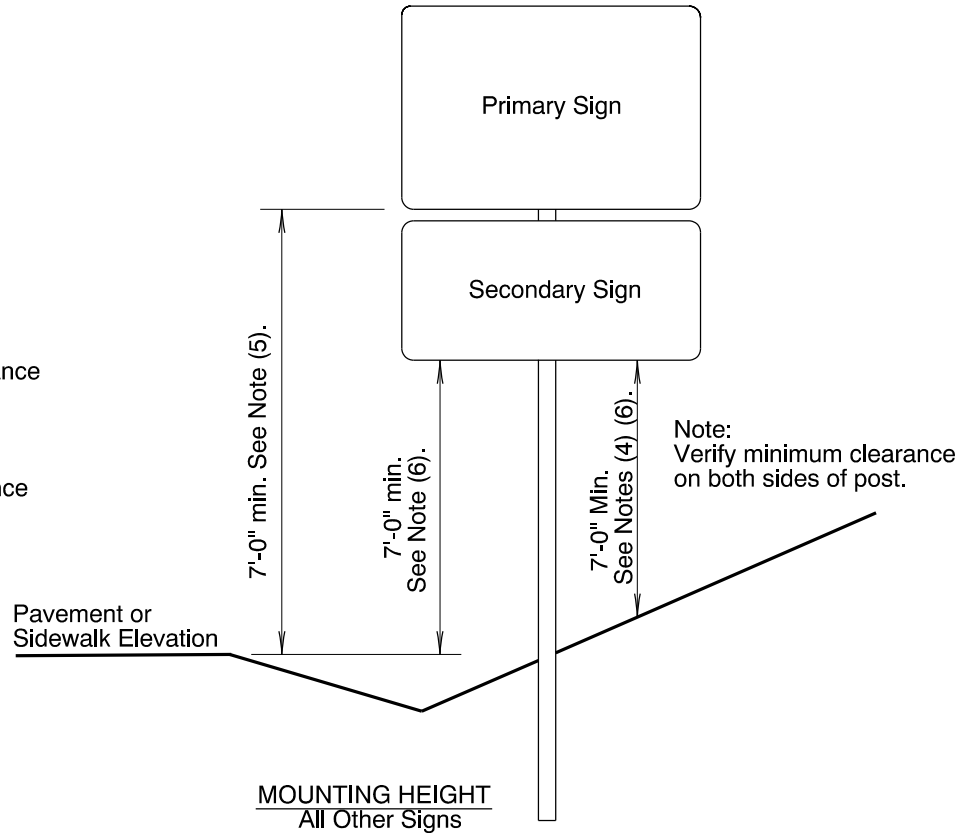 Primary Sign
Secondary Sign
7'-0" min. See Note (5).
7'-0" min.
See Note (6).
7'-0" Min.
See Notes (4) (6).
Note:
Verify minimum clearance
on both sides of post.
Pavement or
Sidewalk Elevation
MOUNTING HEIGHT
All Other Signs